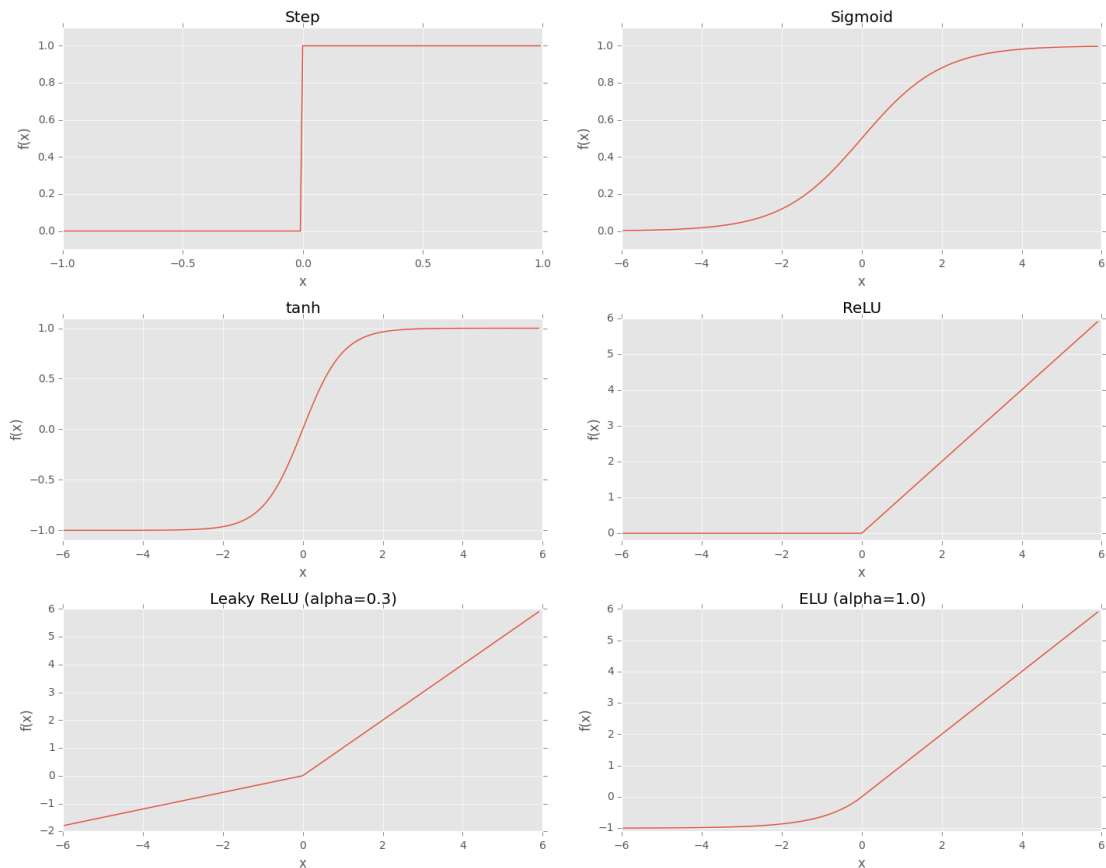 Step
1.0
0.8
0.6
0.4
0.2
0.0
f(x)
−1.0 −0.5 0.0 0.5 1.0
x
Sigmoid
1.0
0.8
0.6
0.4
0.2
0.0
f(x)
−6 −4 −2 0 2 4 6
x
tanh
1.0
0.5
0.0
−0.5
−1.0
f(x)
−6 −4 −2 0 2 4 6
x
ReLU
6
5
4
3
2
1
0
f(x)
−6 −4 −2 0 2 4 6
x
Leaky ReLU (alpha=0.3)
6
5
4
3
2
1
0
−1
−2
f(x)
−6 −4 −2 0 2 4 6
x
ELU (alpha=1.0)
6
5
4
3
2
1
0
−1
f(x)
−6 −4 −2 0 2 4 6
x